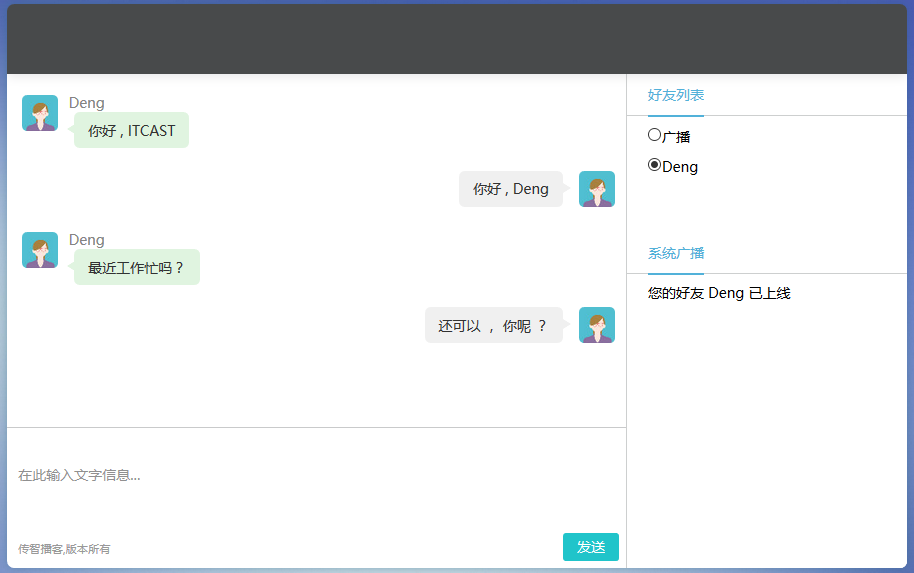 Deng
你好 , ITCAST
你好 , Deng
Deng
最近工作忙吗 ?
还可以 ， 你呢 ？
在此输入文字信息...
传智播客,版本所有
发送
好友列表
广播
Deng
系统广播
您的好友 Deng 已上线